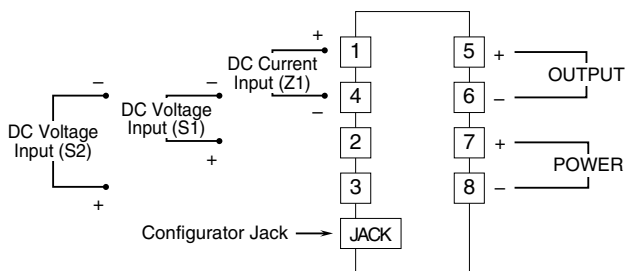 +
DC Current
Input (Z1)
–
–
DC Voltage
Input (S1)
+
–
DC Voltage
Input (S2)
+
1
4
2
3
Configurator Jack
JACK
5
+
OUTPUT
6
–
7
+
POWER
8
–